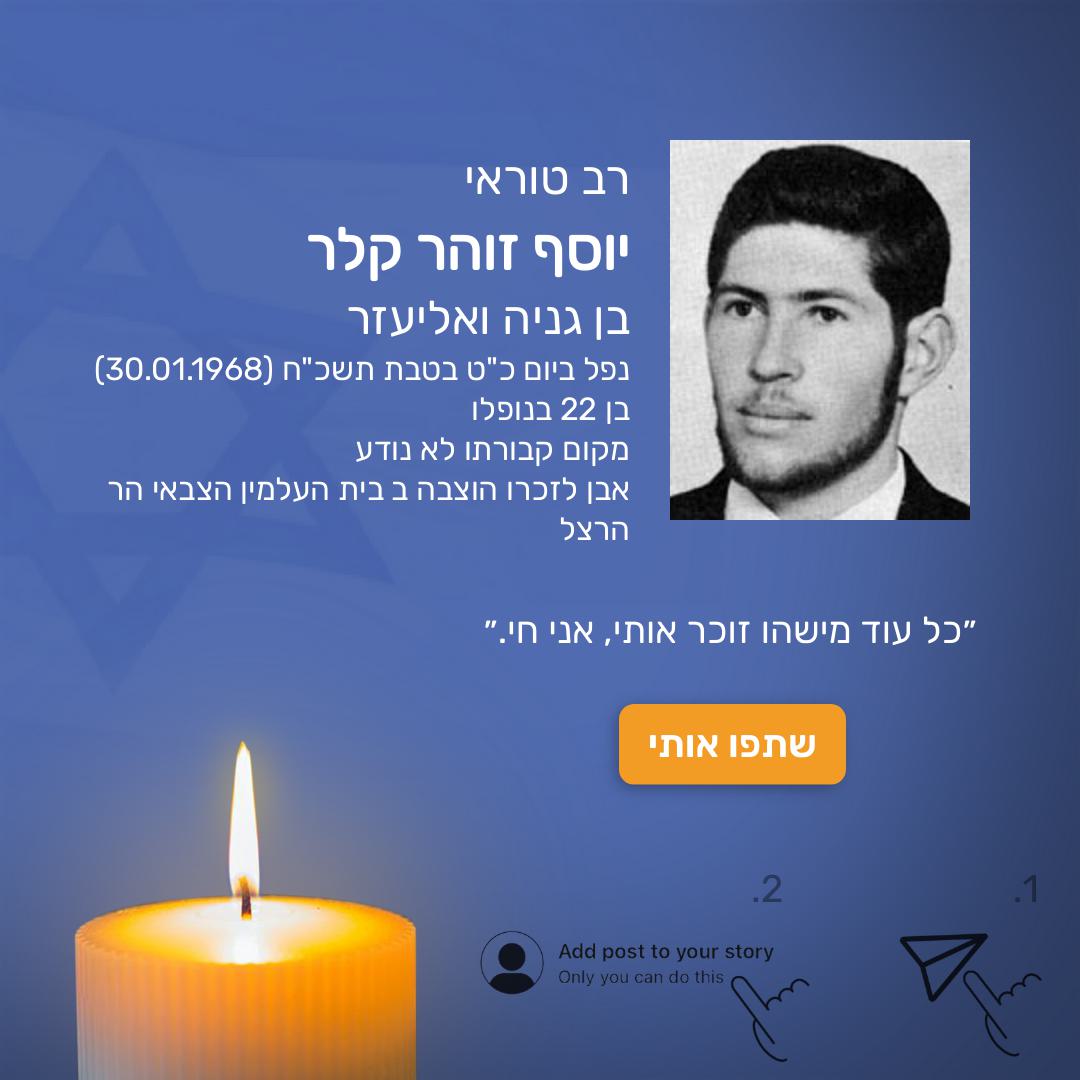 רב טוראי
יוסף זוהר קלר
בן גניה ואליעזר
נפל ביום כ"ט בטבת תשכ"ח (30.01.1968)
בן 22 בנופלו
מקום קבורתו לא נודע
אבן לזכרו הוצבה ב בית העלמין הצבאי הר
הרצל
״כל עוד מישהו זוכר אותי, אני חי.״
שתפו אותי
1.
2.
Add post to your story
Only you can do this